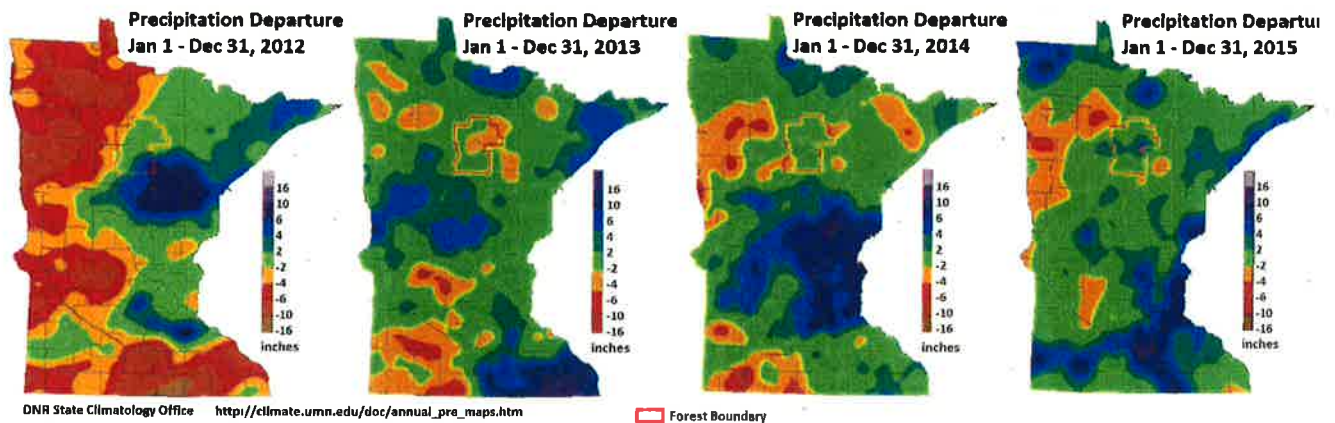 Precipitation Departure
Jan 1 - Dec 31, 2012
16
10
6
4
2
-2
-4
-6
-10
-16
inches
Precipitation Departure
Jan 1 - Dec 31, 2013
16
10
6
4
2
-2
-4
-6
-10
-16
inches
Precipitation Departure
Jan 1 - Dec 31, 2014
16
10
6
4
2
-2
-4
-6
-10
-16
inches
Precipitation Departu
Jan 1 - Dec 31, 2015
16
10
6
4
2
-2
-4
-6
-10
-16
inches
DNR State Climatology Office http://climate.umn.edu/doc/annual_pre_maps.htm
Forest Boundary